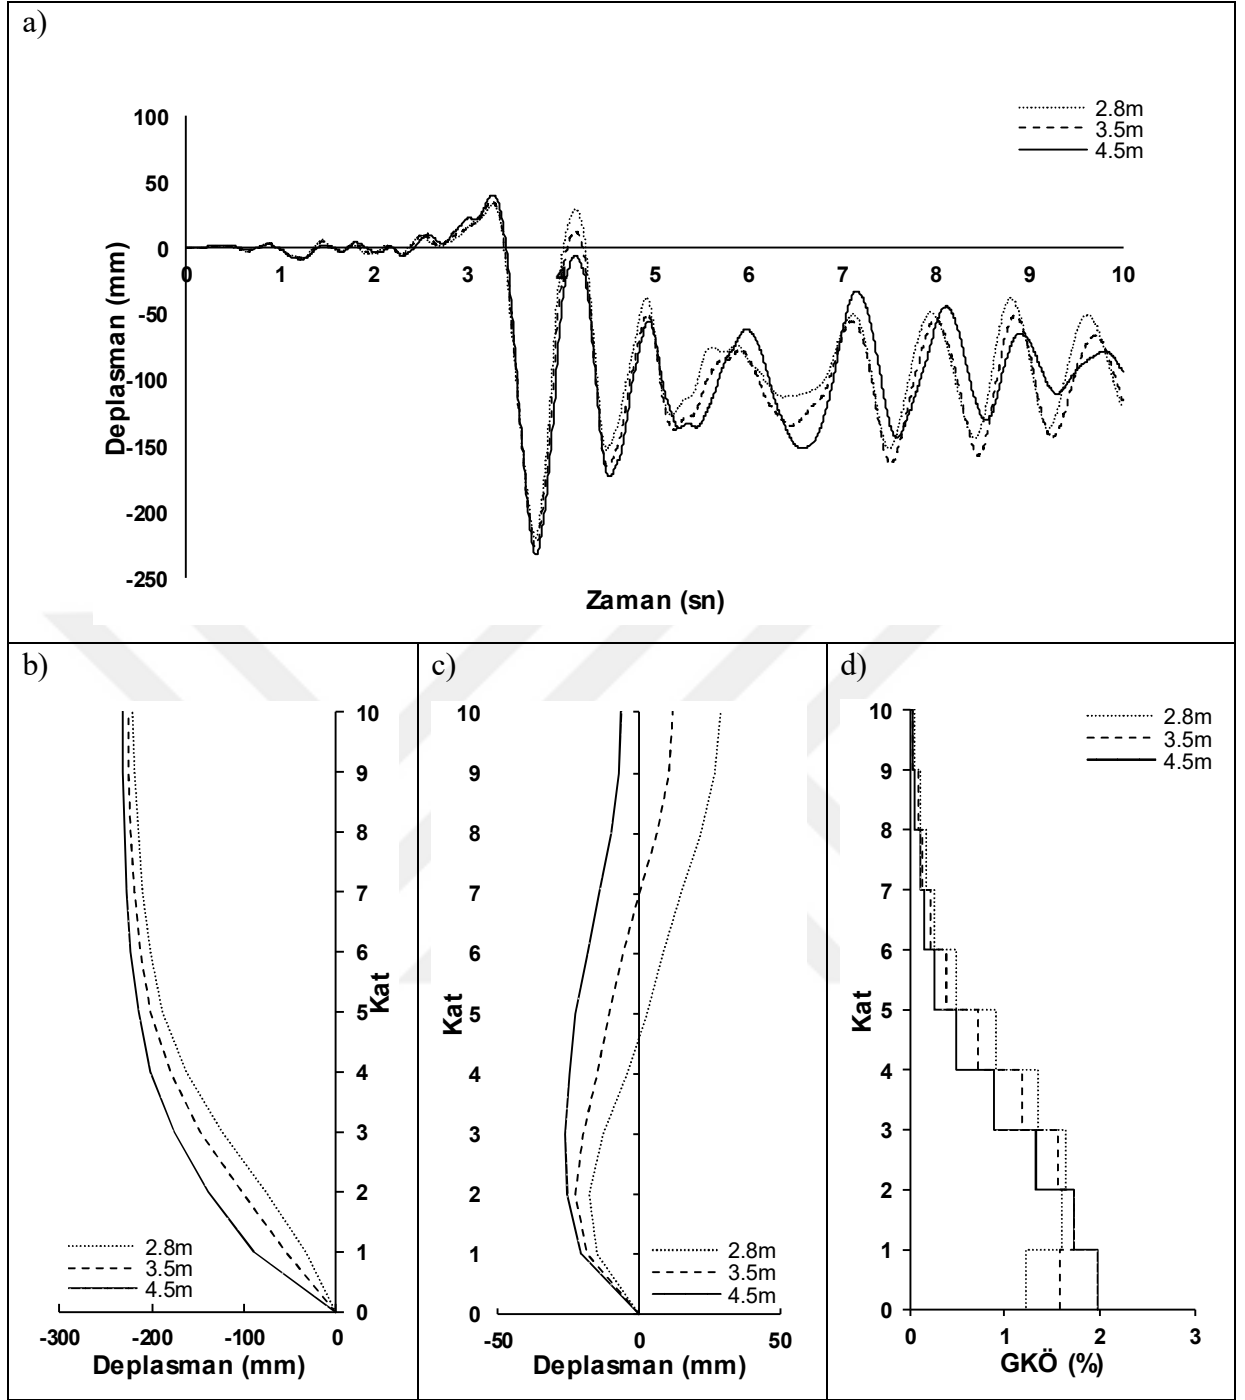 a)
2.8m
3.5m
4.5m
100
50
0
-50
-100
-150
-200
-250
0 1 2 3 4 5 6 7 8 9 10
Deplasman (mm)
Zaman (sn)
b)
10
9
8
7
6
5
4
3
2
1
0
Kat
2.8m
3.5m
4.5m
-300 -200 -100 0
Deplasman (mm)
c)
10
9
8
7
6
5
4
3
2
1
0
Kat
2.8m
3.5m
4.5m
-50 0 50
Deplasman (mm)
d)
2.8m
3.5m
4.5m
10
9
8
7
6
5
4
3
2
1
0
Kat
0 1 2 3
GKÖ (%)